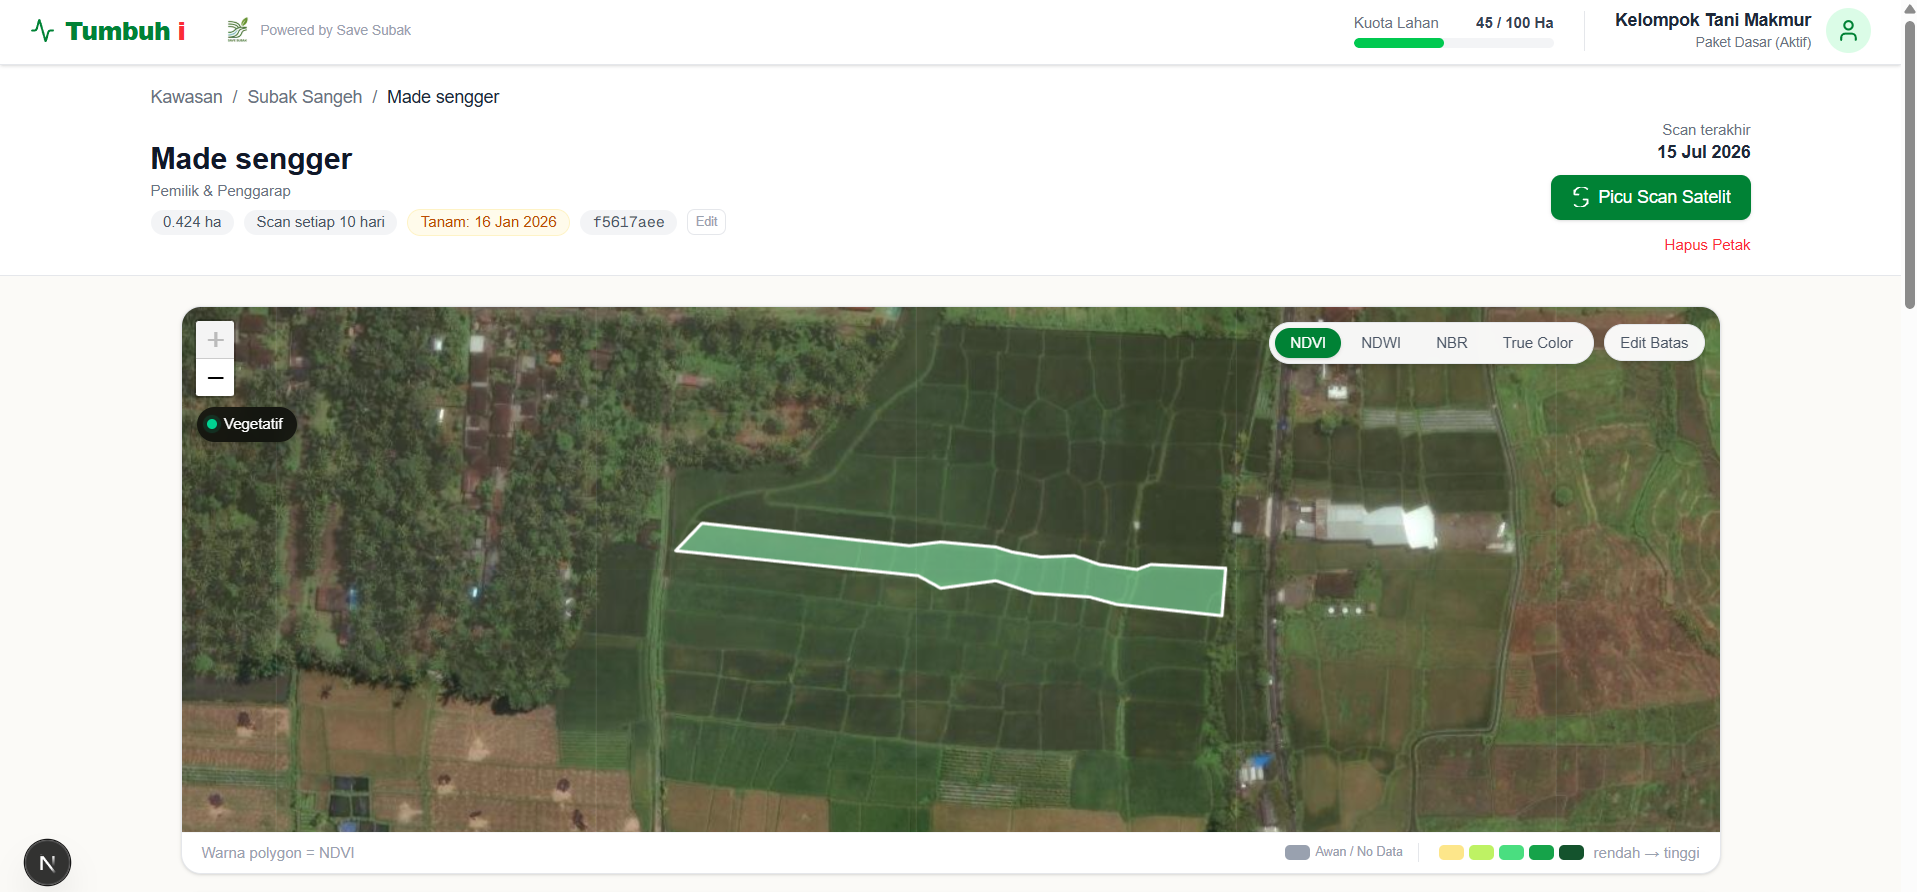 Tumbuh i
SAVE SUBAK
Powered by Save Subak
Kuota Lahan 45 / 100 Ha
Kelompok Tani Makmur
Paket Dasar (Aktif)
Kawasan / Subak Sangeh / Made sengger
Made sengger
Pemilik & Penggarap
0.424 ha Scan setiap 10 hari Tanam: 16 Jan 2026 f5617aee Edit
Scan terakhir
15 Jul 2026
Picu Scan Satelit
Hapus Petak
+
−
Vegetatif
NDVI NDWI NBR True Color Edit Batas
Warna polygon = NDVI
Awan / No Data
rendah → tinggi
N